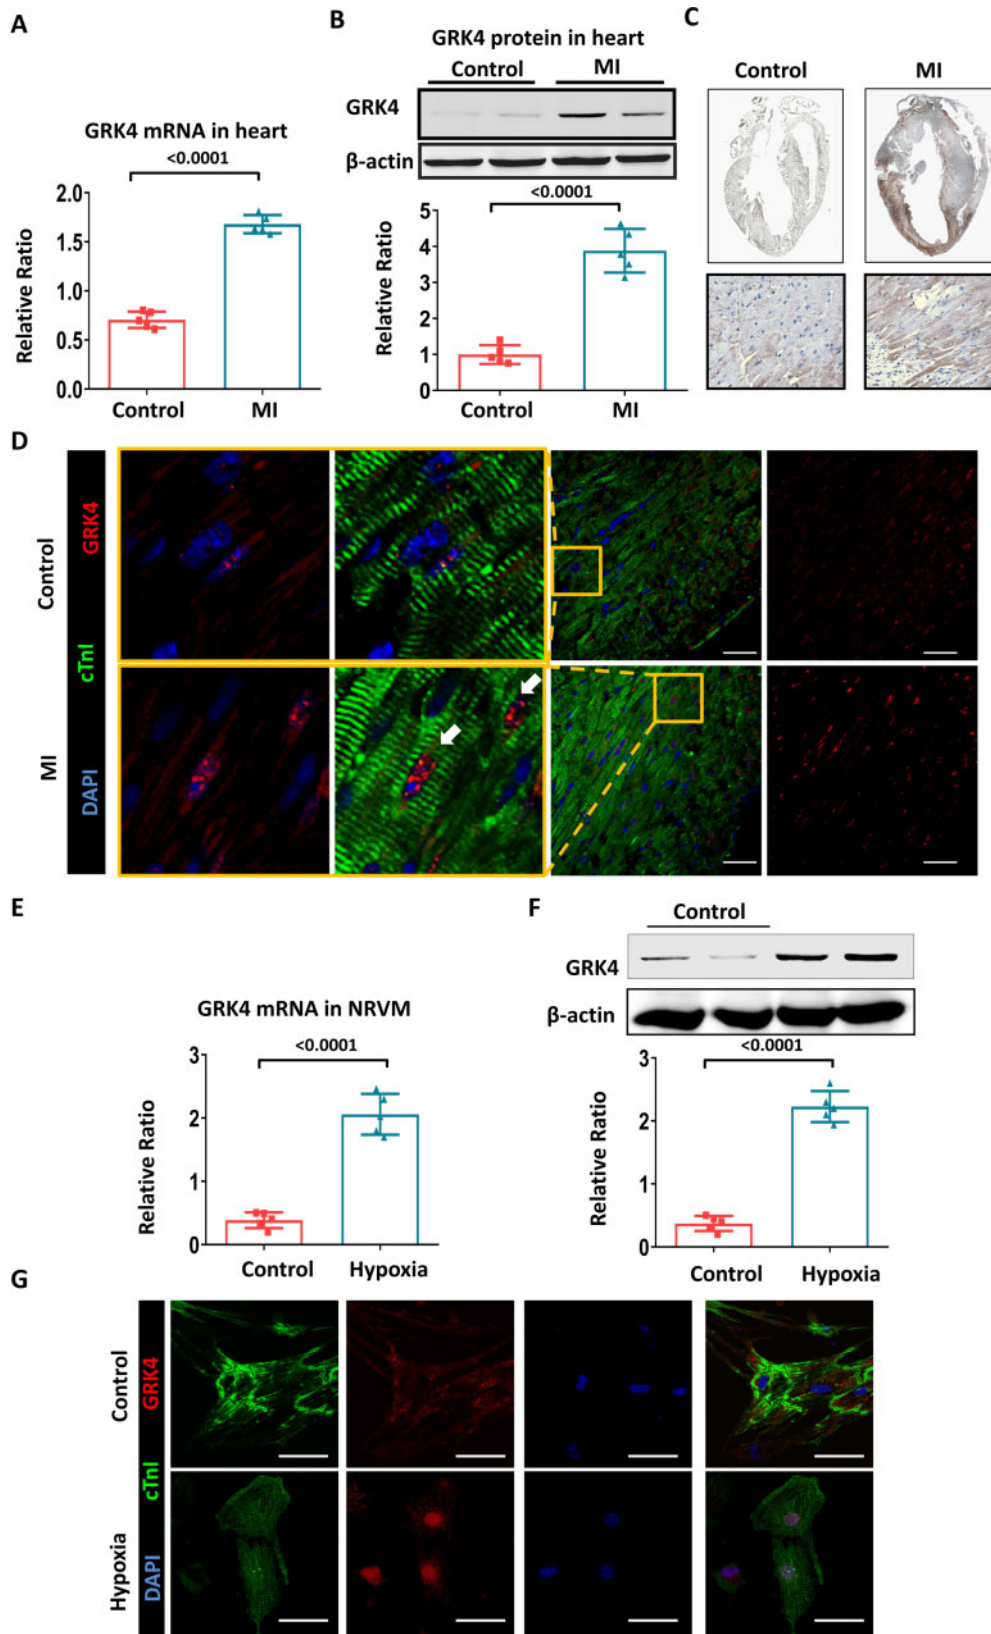 A
GRK4 mRNA in heart
<0.0001
Relative Ratio
2.0
1.5
1.0
0.5
0.0
Control MI
B
GRK4 protein in heart
Control MI
GRK4
β-actin
<0.0001
Relative Ratio
5
4
3
2
1
0
Control MI
C
Control MI
D
Control
MI
GRK4
cTnI
DAPI
E
GRK4 mRNA in NRVM
<0.0001
Relative Ratio
3
2
1
0
Control Hypoxia
F
Control
GRK4
β-actin
<0.0001
Relative Ratio
3
2
1
0
Control Hypoxia
G
Control
Hypoxia
GRK4
cTnI
DAPI